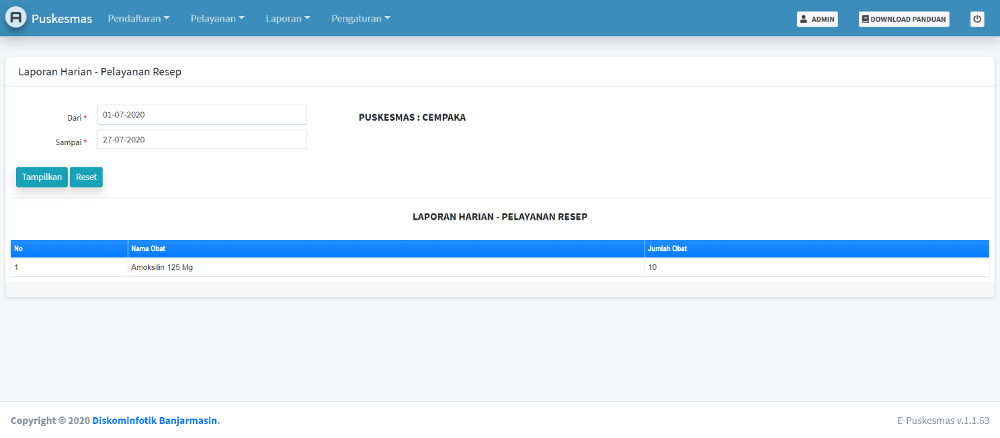 A Puskesmas Pendaftaran Pelayanan Laporan Pengaturan ADMIN DOWNLOAD PANDUAN
Laporan Harian - Pelayanan Resep
Dari * 01-07-2020 PUSKESMAS : CEMPAKA
Sampai * 27-07-2020
Tampilkan Reset
LAPORAN HARIAN - PELAYANAN RESEP
No Nama Obat Jumlah Obat
1 Amoksilin 125 Mg 10
Copyright © 2020 Diskominfotik Banjarmasin. E-Puskesmas v.1.1.63